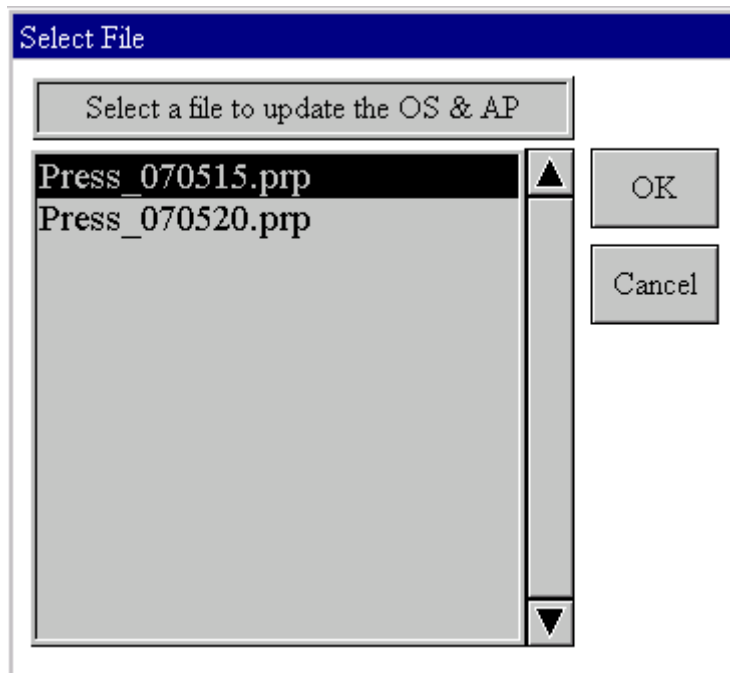 Select File
Select a file to update the OS & AP
Press_070515.prp
Press_070520.prp
OK
Cancel